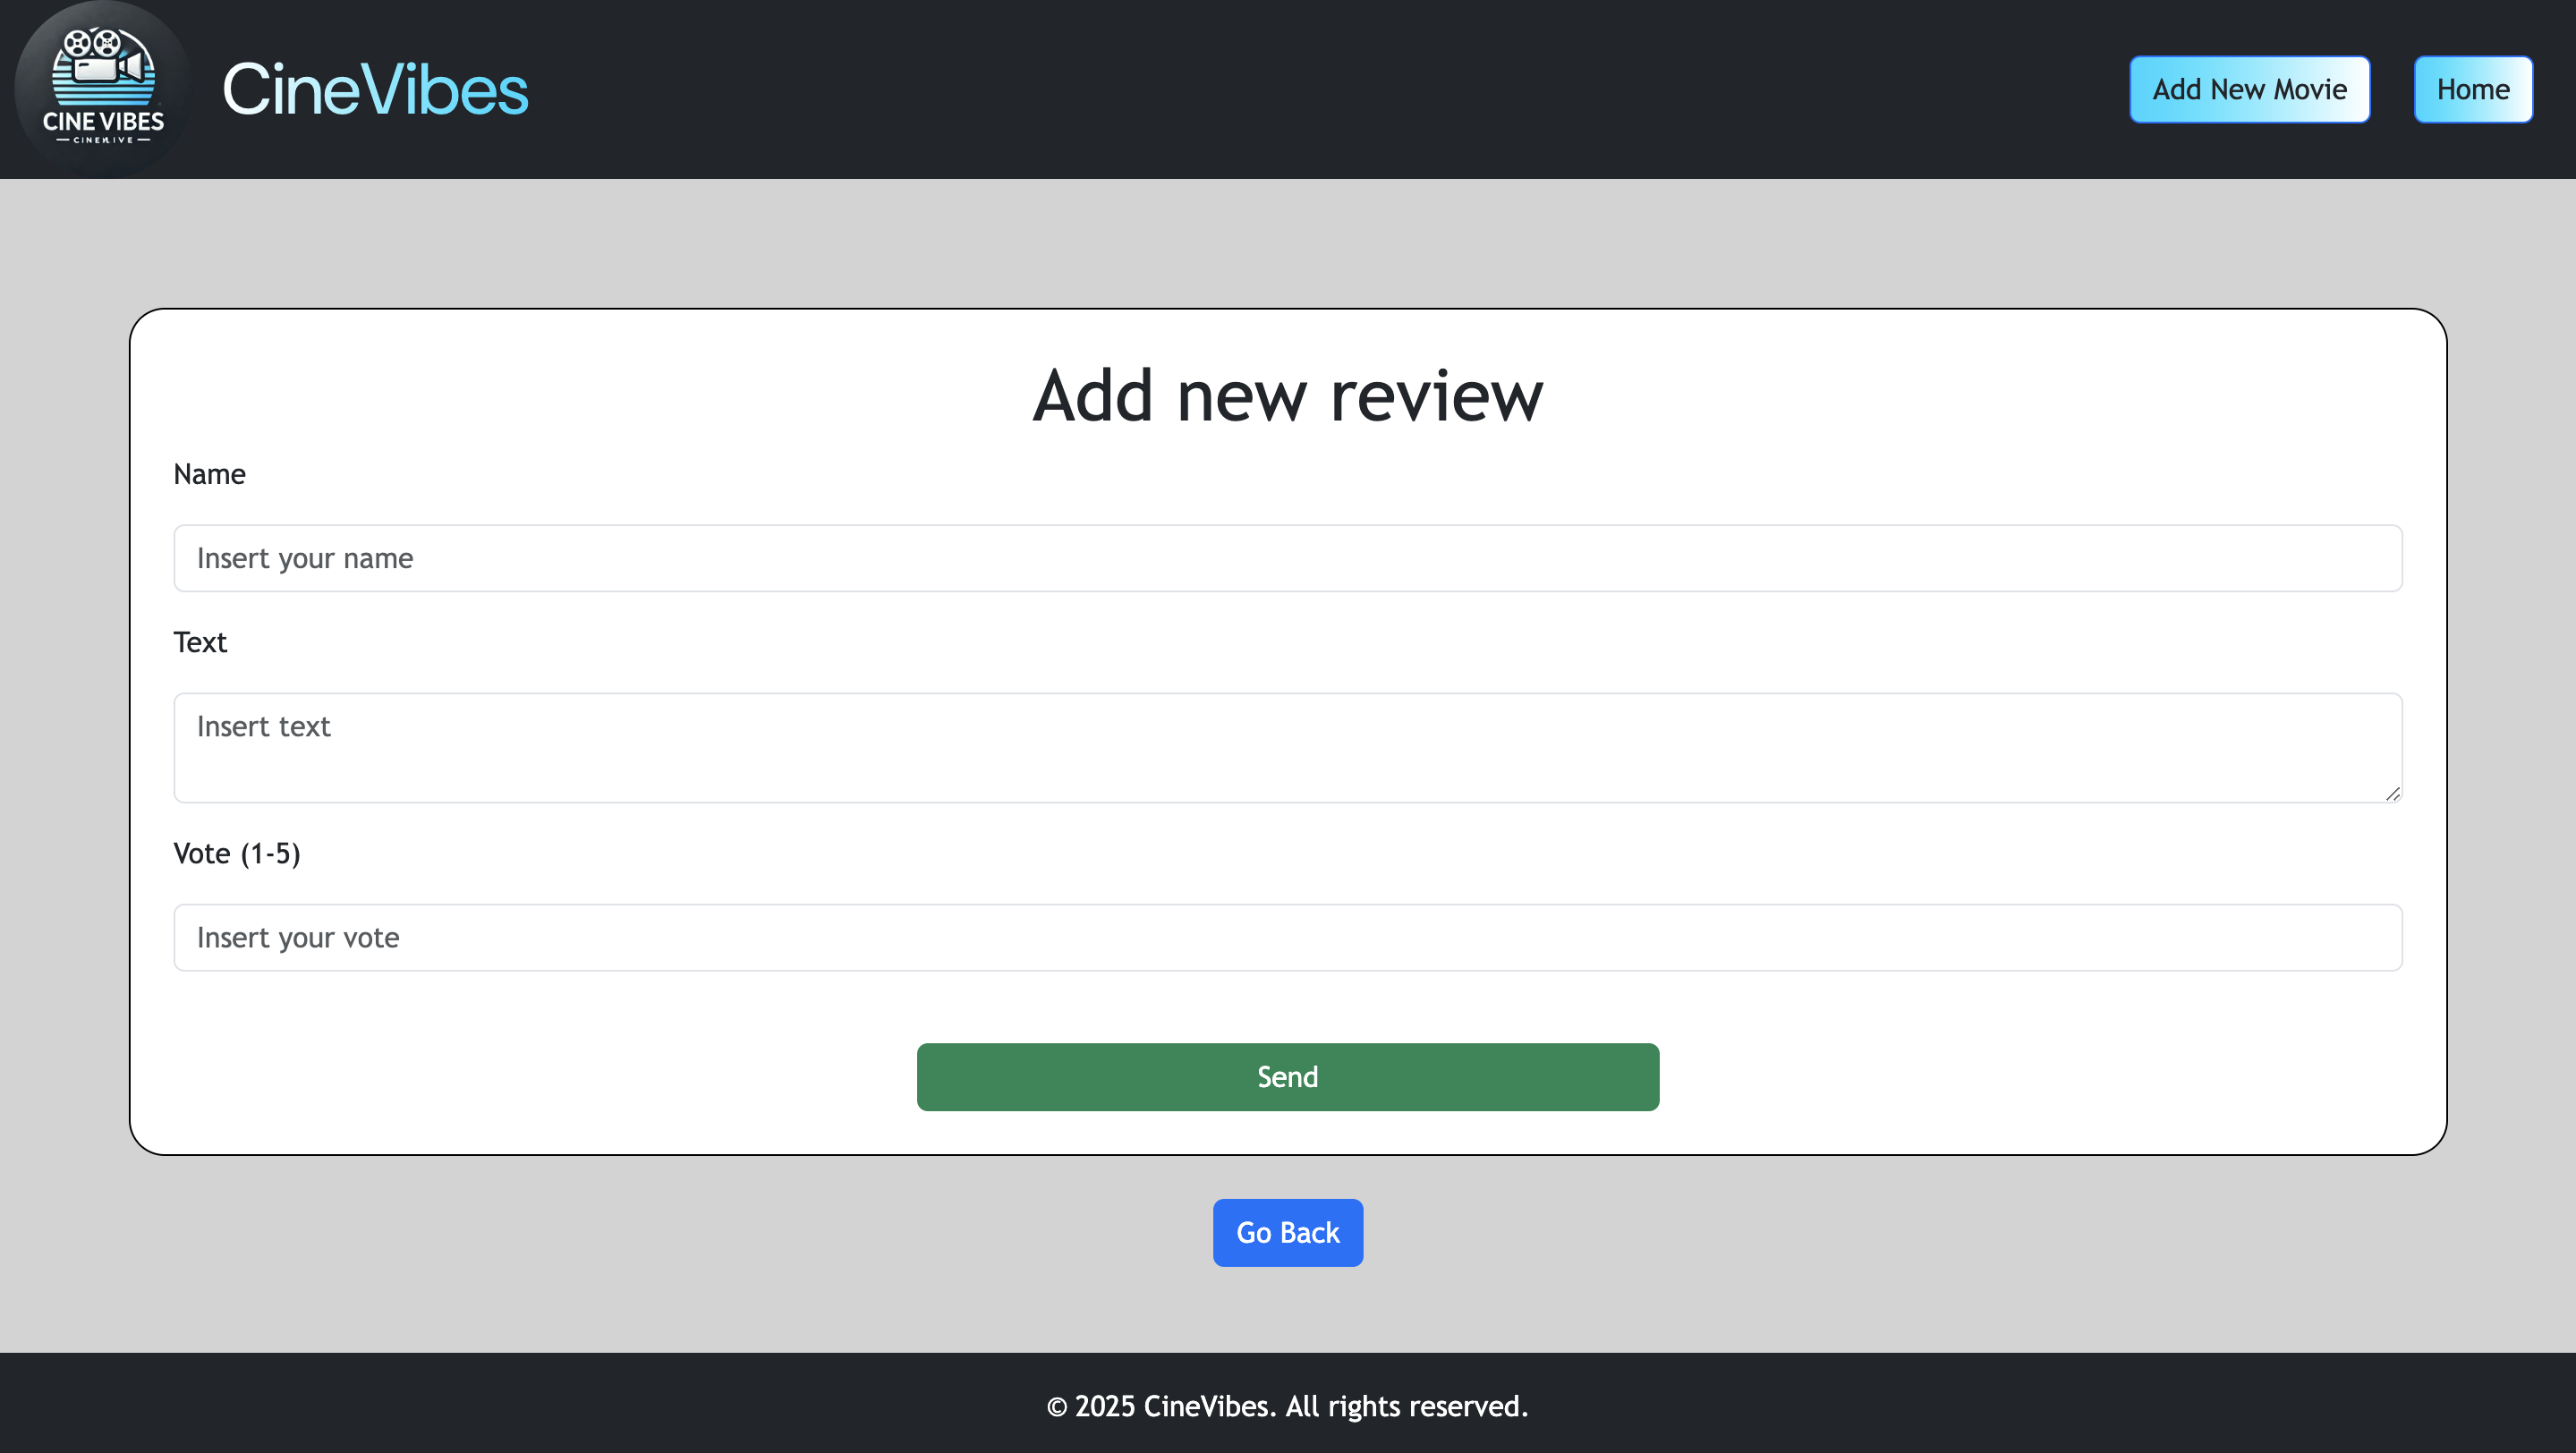 CINE VIBES
CineVibes
Add New Movie
Home
Add new review
Name
Insert your name
Text
Insert text
Vote (1-5)
Insert your vote
Send
Go Back
© 2025 CineVibes. All rights reserved.